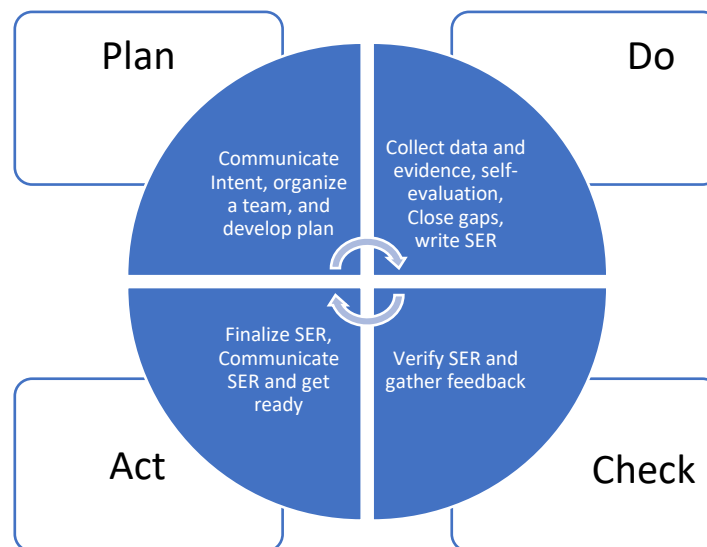 Plan
Do
Communicate
Intent, organize
a team, and
develop plan
Collect data and
evidence, self-
evaluation,
Close gaps,
write SER
Finalize SER,
Communicate
SER and get
ready
Verify SER and
gather feedback
Act
Check